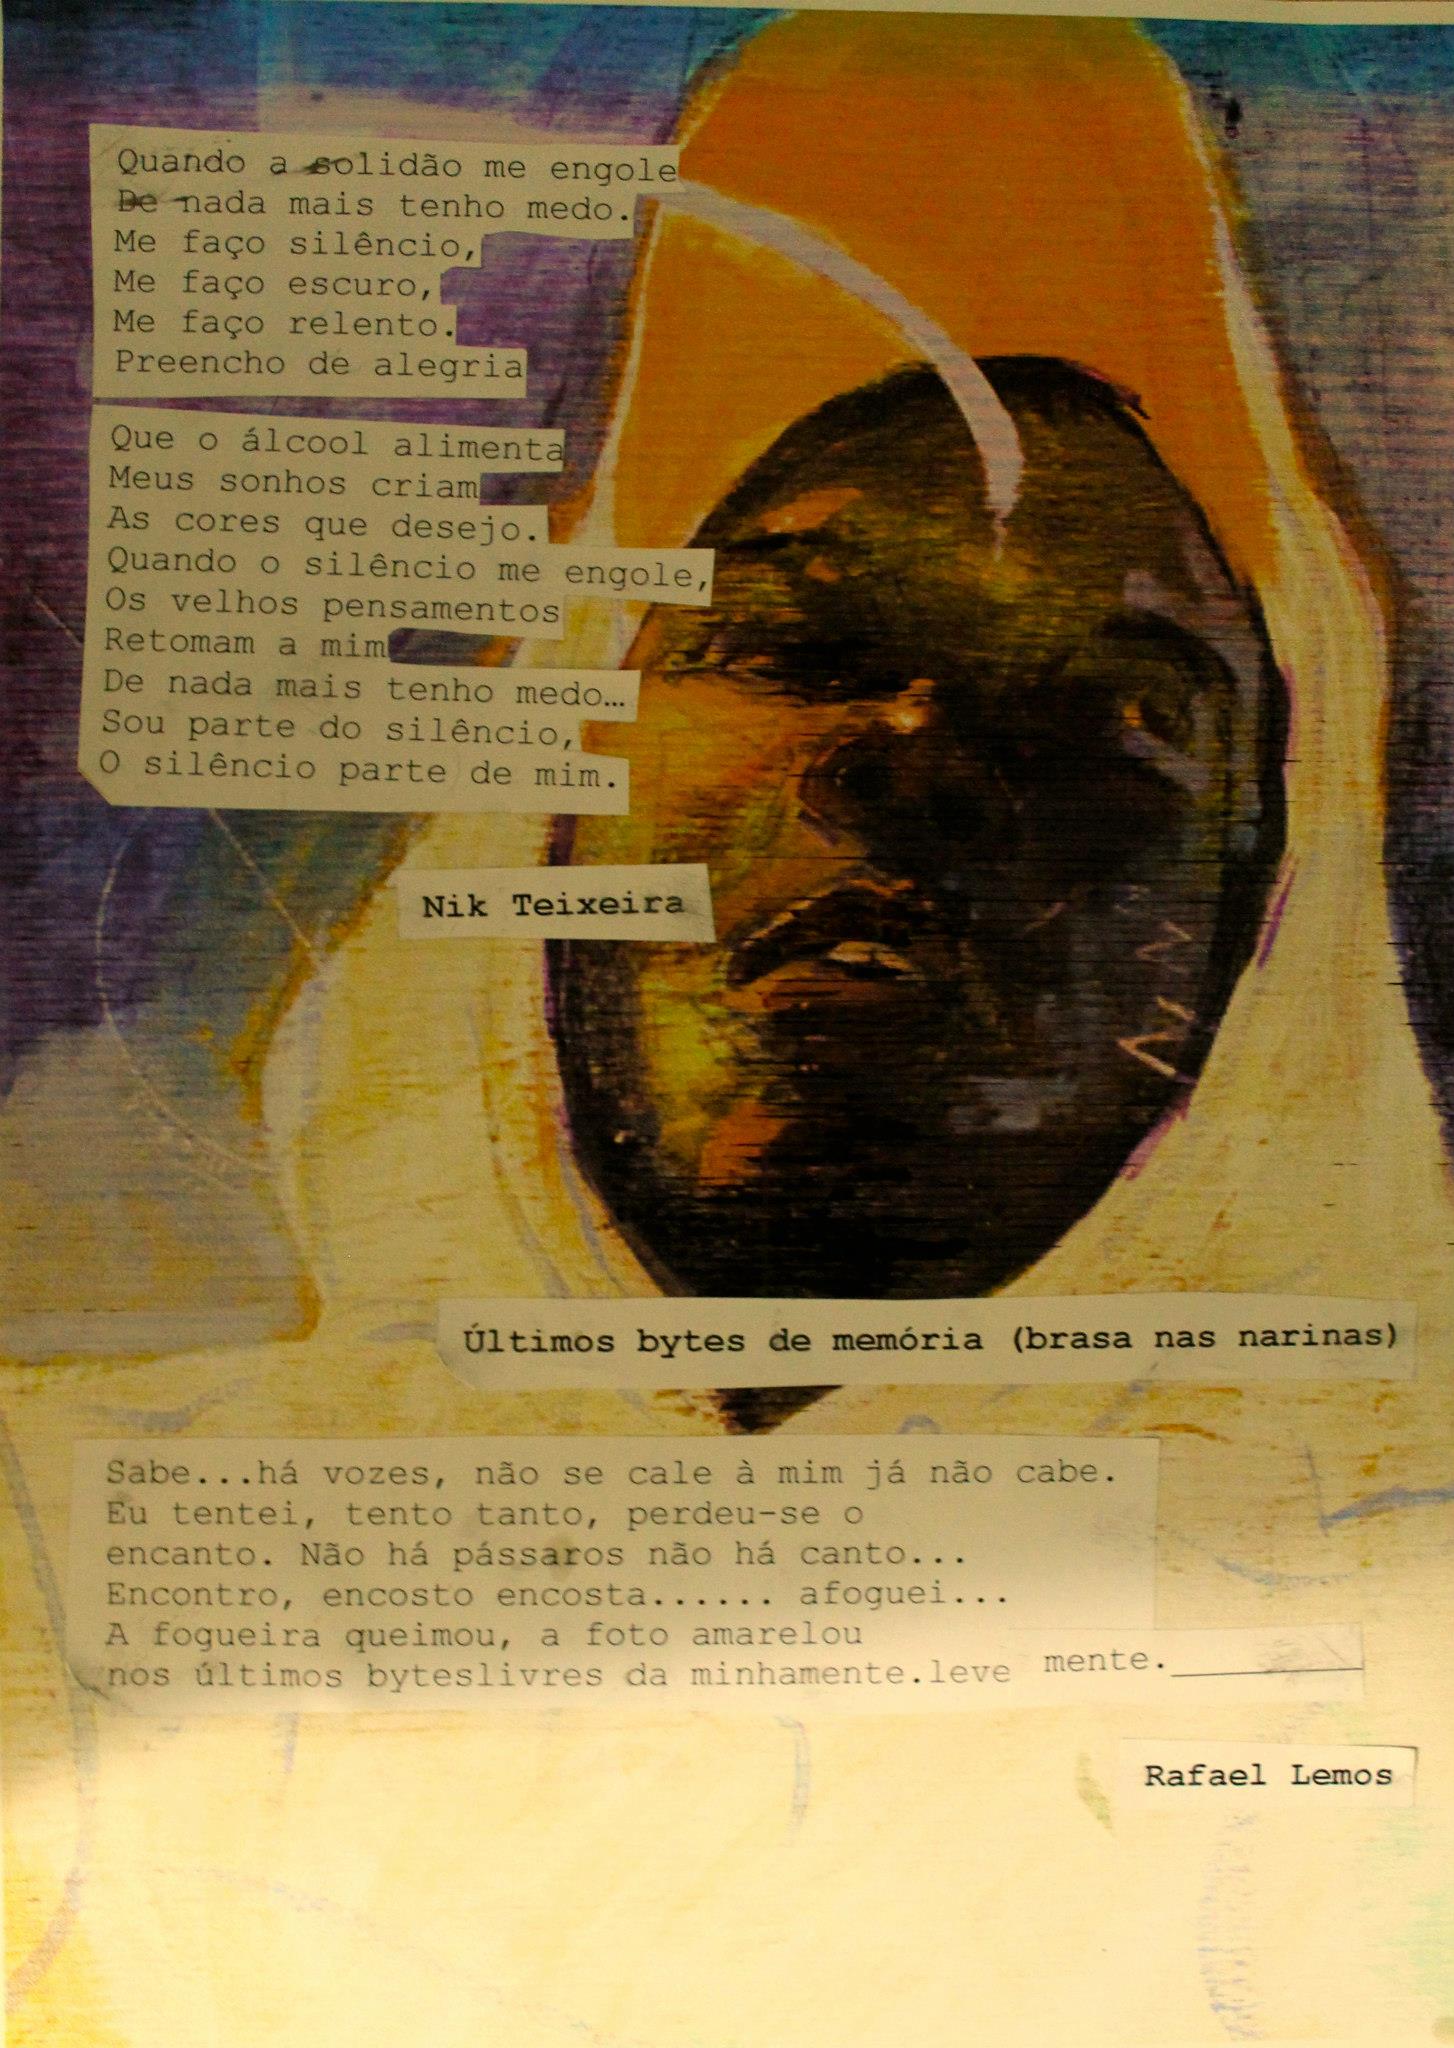 Quando a solidão me engole
De nada mais tenho medo.
Me faço silêncio,
Me faço escuro,
Me faço relento.
Preencho de alegria
Que o álcool alimenta
Meus sonhos criam
As cores que desejo.
Quando o silêncio me engole,
Os velhos pensamentos
Retomam a mim
De nada mais tenho medo…
Sou parte do silêncio,
O silêncio parte de mim.
Nik Teixeira
Últimos bytes de memória (brasa nas narinas)
Sabe...há vozes, não se cale à mim já não cabe.
Eu tentei, tento tanto, perdeu-se o
encanto. Não há pássaros não há canto...
Encontro, encosto encosta...... afoguei...
A fogueira queimou, a foto amarelou
nos últimos byteslivres da minhamente.leve mente.__________
Rafael Lemos